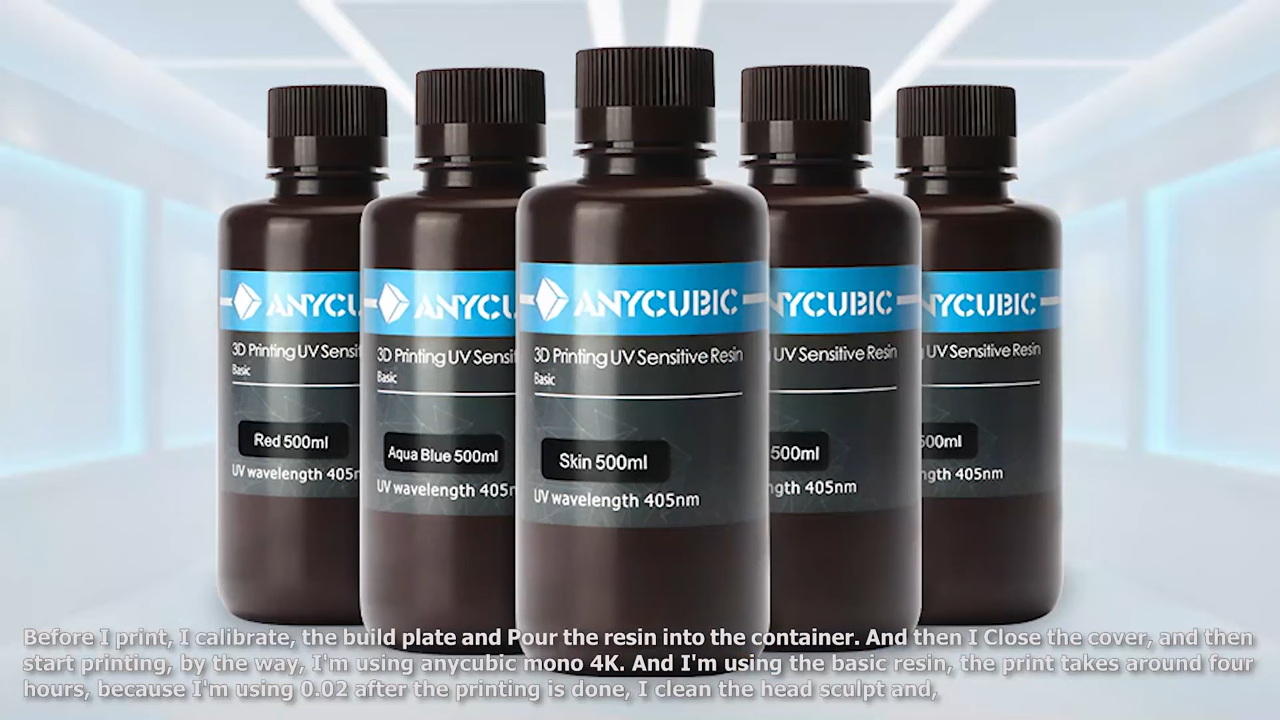 ANYCU
3D Printing UV Sensit
Basic
Red 500ml
UV wavelength 405n
ANYCU
3D Printing UV Sensit
Basic
Aqua Blue 500ml
UV wavelength 405n
ANYCUBIC
3D Printing UV Sensitive Resin
Basic
Skin 500ml
UV wavelength 405nm
NYCUBIC
UV Sensitive Resin
500ml
ngth 405nm
NYCUBIC
UV Sensitive Resin
500ml
ngth 405nm
Before I print, I calibrate, the build plate and Pour the resin into the container. And then I Close the cover, and then
start printing, by the way, I'm using anycubic mono 4K. And I'm using the basic resin, the print takes around four
hours, because I'm using 0.02 after the printing is done, I clean the head sculpt and,